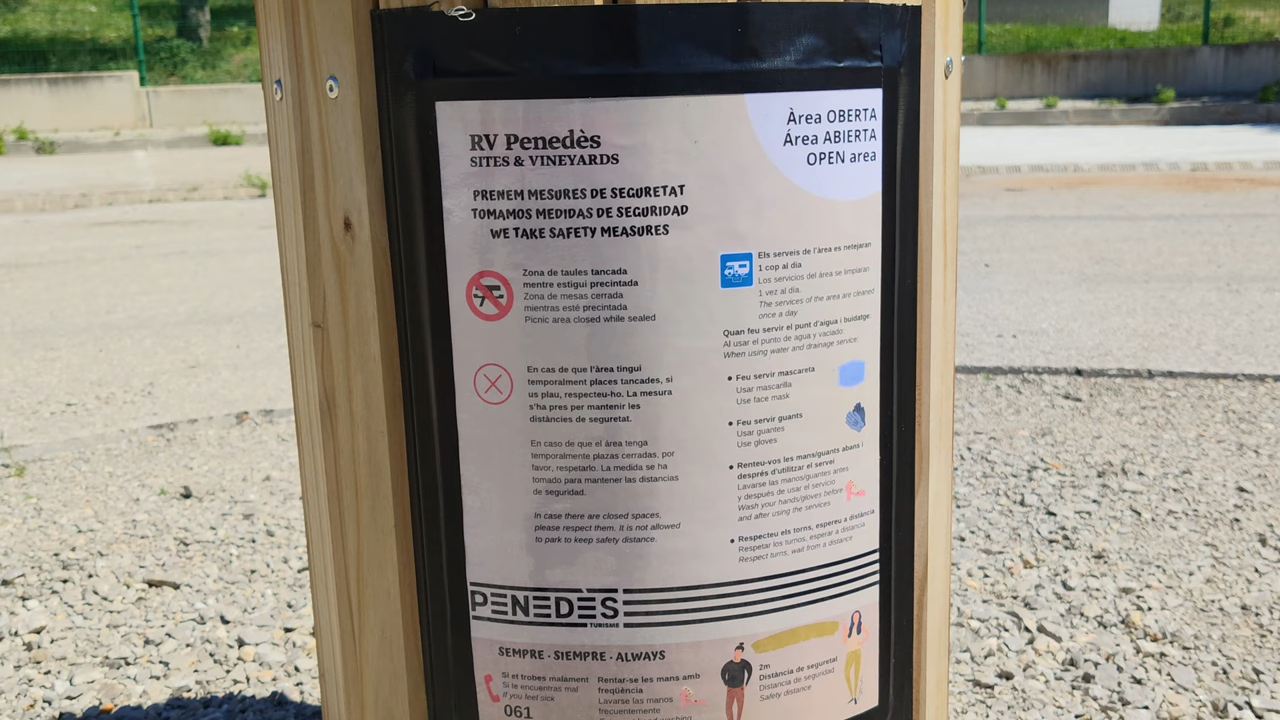 RV Penedès
SITES & VINEYARDS
Àrea OBERTA
Área ABIERTA
OPEN area
PRENEM MESURES DE SEGURETAT
TOMAMOS MEDIDAS DE SEGURIDAD
WE TAKE SAFETY MEASURES
Zona de taules tancada
mentre estigui precintada
Zona de mesas cerrada
mientras esté precintada
Picnic area closed while sealed
En cas de que l'àrea tingui
temporalment places tancades, si
us plau, respecteu-ho. La mesura
s'ha pres per mantenir les
distàncies de seguretat.
En caso de que el área tenga
temporalmente plazas cerradas, por
favor, respetarlo. La medida se ha
tomado para mantener las distancias
de seguridad.
In case there are closed spaces,
please respect them. It is not allowed
to park to keep safety distance.
Els serveis de l'àrea es netejaran
1 cop al dia
Los servicios del área se limpiaran
1 vez al día.
The services of the area are cleaned
once a day
Quan feu servir el punt d'aigua i buidatge:
Al usar el punto de agua y vaciado:
When using water and drainage service:
• Feu servir mascareta
Usar mascarilla
Use face mask
• Feu servir guants
Usar guantes
Use gloves
• Renteu-vos les mans/guants abans i
després d'utilitzar el servei
Lavarse las manos/guantes antes
y después de usar el servicio
Wash your hands/gloves before
and after using the services
• Respecteu els torns, espereu a distància
Respetar los turnos, esperar a distancia
Respect turns, wait from a distance
PENEDÈS
TURISME
SEMPRE · SIEMPRE · ALWAYS
Si et trobes malament
Si te encuentras mal
If you feel sick
061
Rentar-se les mans amb
freqüència
Lavarse las manos
frecuentemente
hand washing
2m
Distància de seguretat
Distancia de seguridad
Safety distance